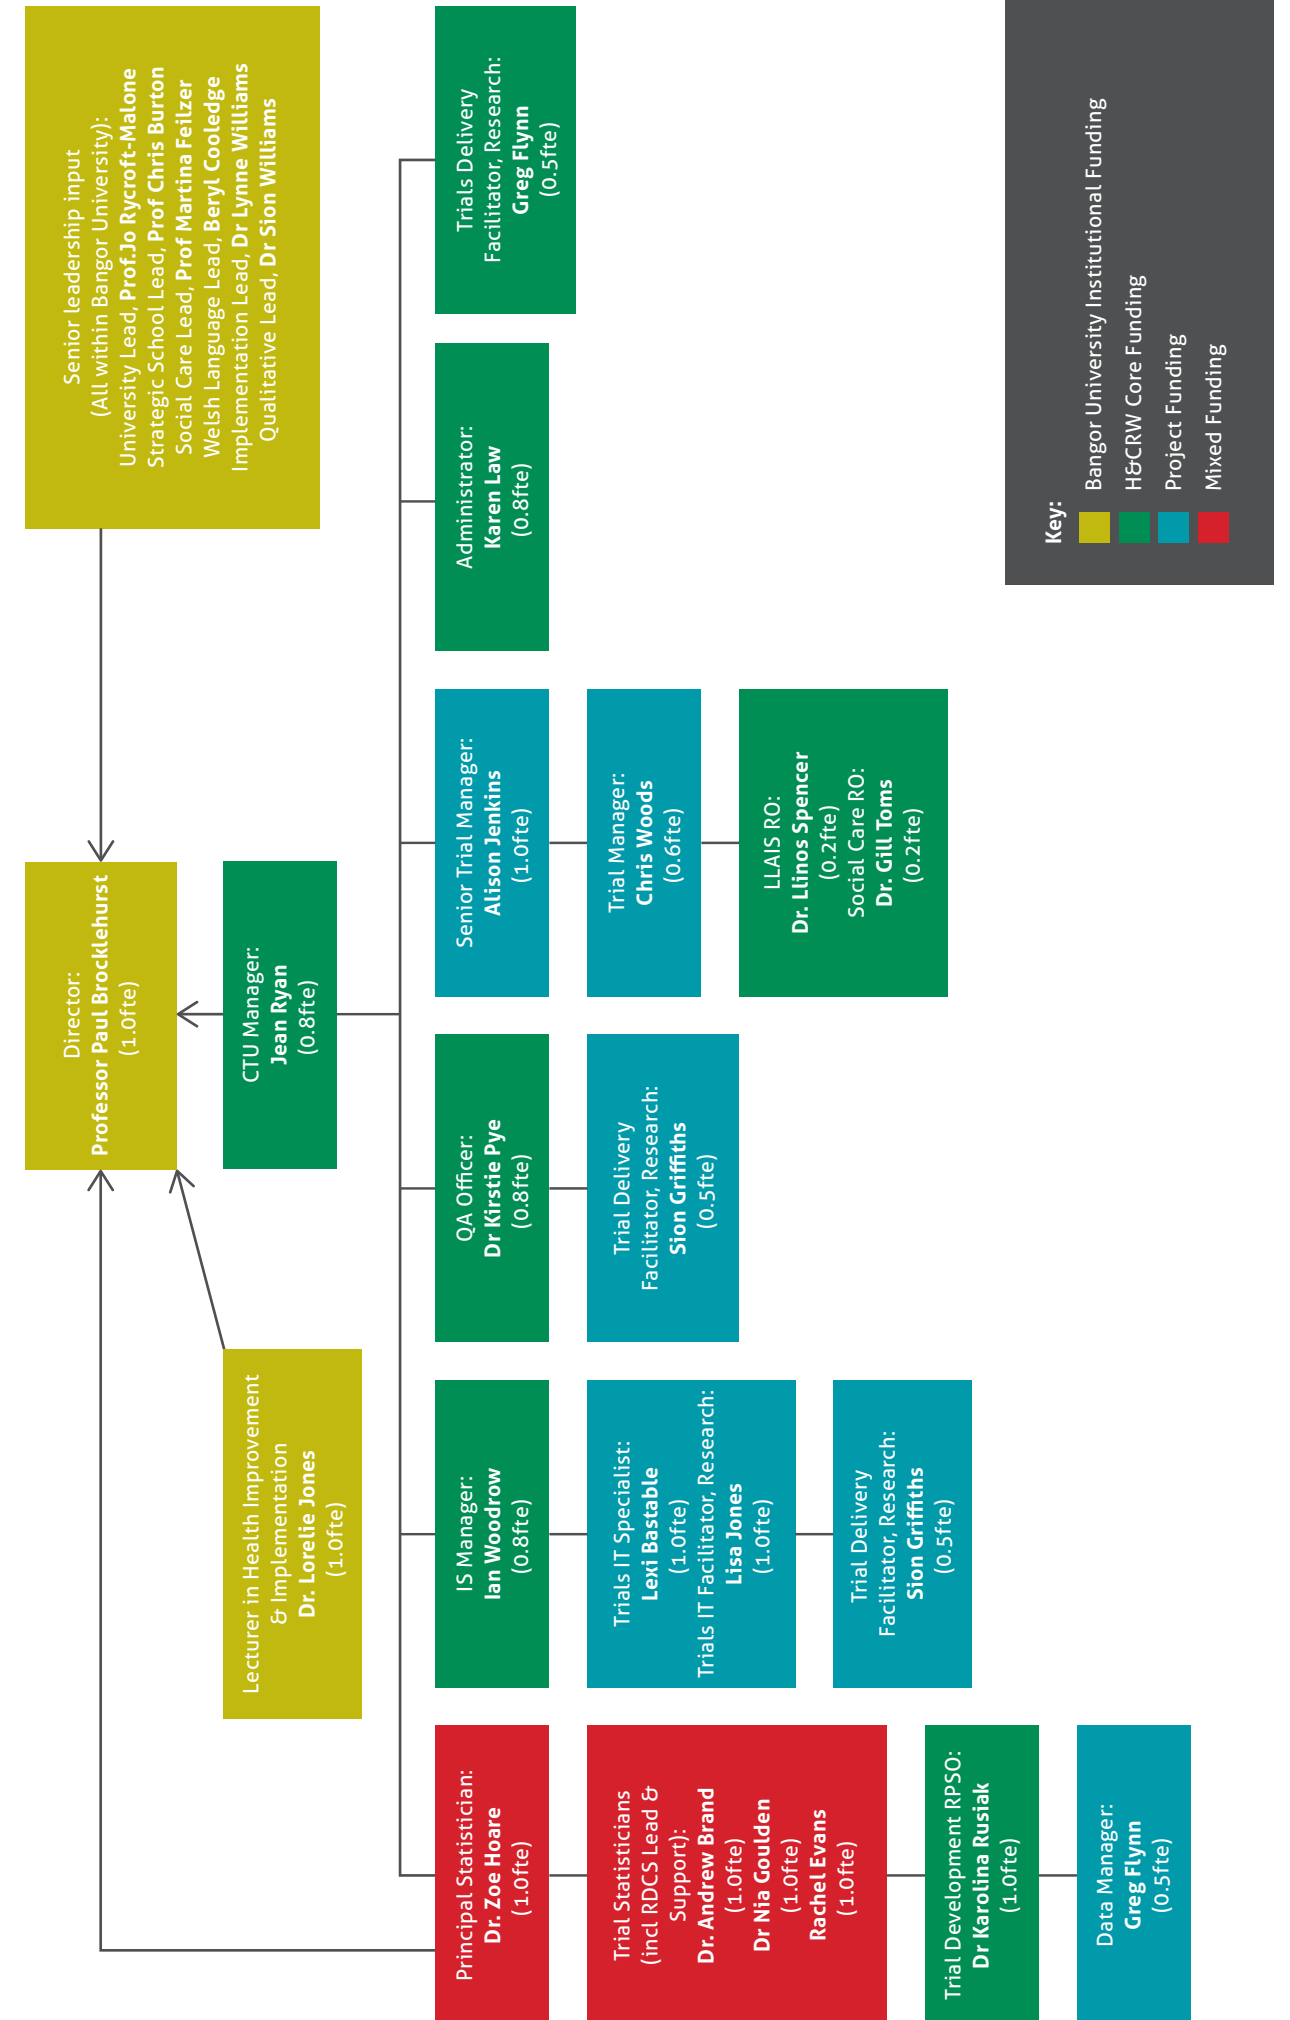 Senior leadership input
(All within Bangor University):
University Lead, Prof.Jo Rycroft-Malone
Strategic School Lead, Prof Chris Burton
Social Care Lead, Prof Martina Feilzer
Welsh Language Lead, Beryl Cooledge
Implementation Lead, Dr Lynne Williams
Qualitative Lead, Dr Sion Williams
Director:
Professor Paul Brocklehurst
(1.0fte)
CTU Manager:
Jean Ryan
(0.8fte)
Lecturer in Health Improvement
& Implementation
Dr. Lorelie Jones
(1.0fte)
Principal Statistician:
Dr. Zoe Hoare
(1.0fte)
Trial Statisticians
(incl RDCS Lead &
Support):
Dr. Andrew Brand
(1.0fte)
Dr Nia Goulden
(1.0fte)
Rachel Evans
(1.0fte)
Trial Development RPSO:
Dr Karolina Rusiak
(1.0fte)
Data Manager:
Greg Flynn
(0.5fte)
IS Manager:
Ian Woodrow
(0.8fte)
Trials IT Specialist:
Lexi Bastable
(1.0fte)
Trials IT Facilitator, Research:
Lisa Jones
(1.0fte)
Trial Delivery
Facilitator, Research:
Sion Griffiths
(0.5fte)
QA Officer:
Dr Kirstie Pye
(0.8fte)
Trial Delivery
Facilitator, Research:
Sion Griffiths
(0.5fte)
Senior Trial Manager:
Alison Jenkins
(1.0fte)
Trial Manager:
Chris Woods
(0.6fte)
LLAIS RO:
Dr. Llinos Spencer
(0.2fte)
Social Care RO:
Dr. Gill Toms
(0.2fte)
Administrator:
Karen Law
(0.8fte)
Trials Delivery
Facilitator, Research:
Greg Flynn
(0.5fte)
Key:
Bangor University Institutional Funding
H&CRW Core Funding
Project Funding
Mixed Funding